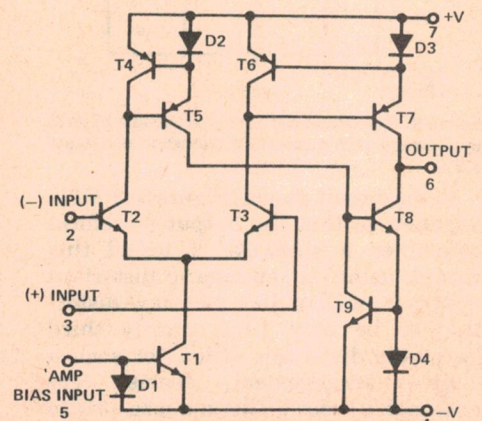 +V
7
D2
D3
T4
T6
T5
T7
OUTPUT
6
(–) INPUT
2
T2
T3
T8
(+) INPUT
3
T9
AMP
BIAS INPUT
5
D1
T1
D4
–V